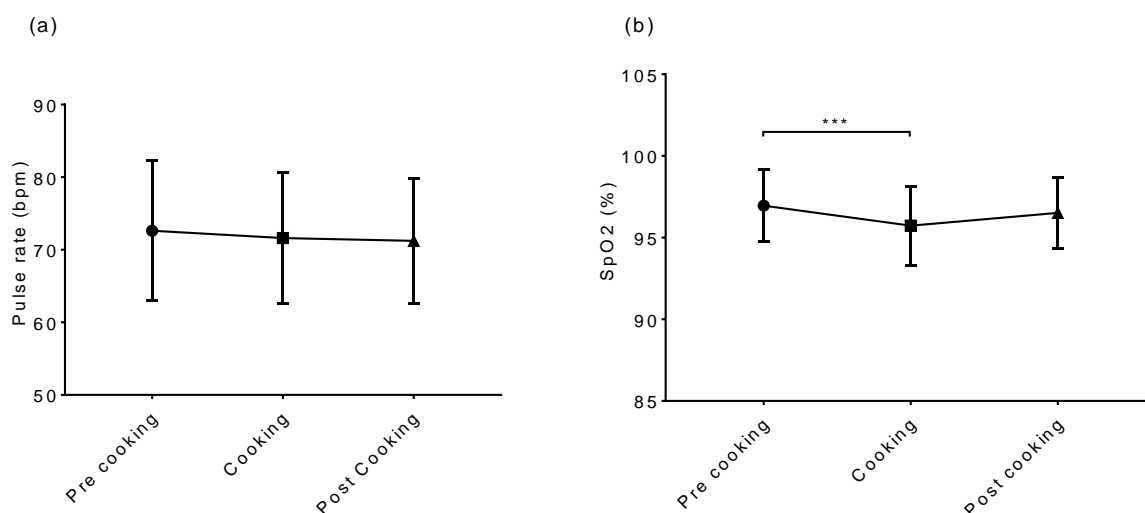 (a)
90
80
70
60
50
Pulse rate (bpm)
Pre cooking
Cooking
Post Cooking
(b)
105
100
95
90
85
SpO2 (%)
***
Pre cooking
Cooking
Post cooking